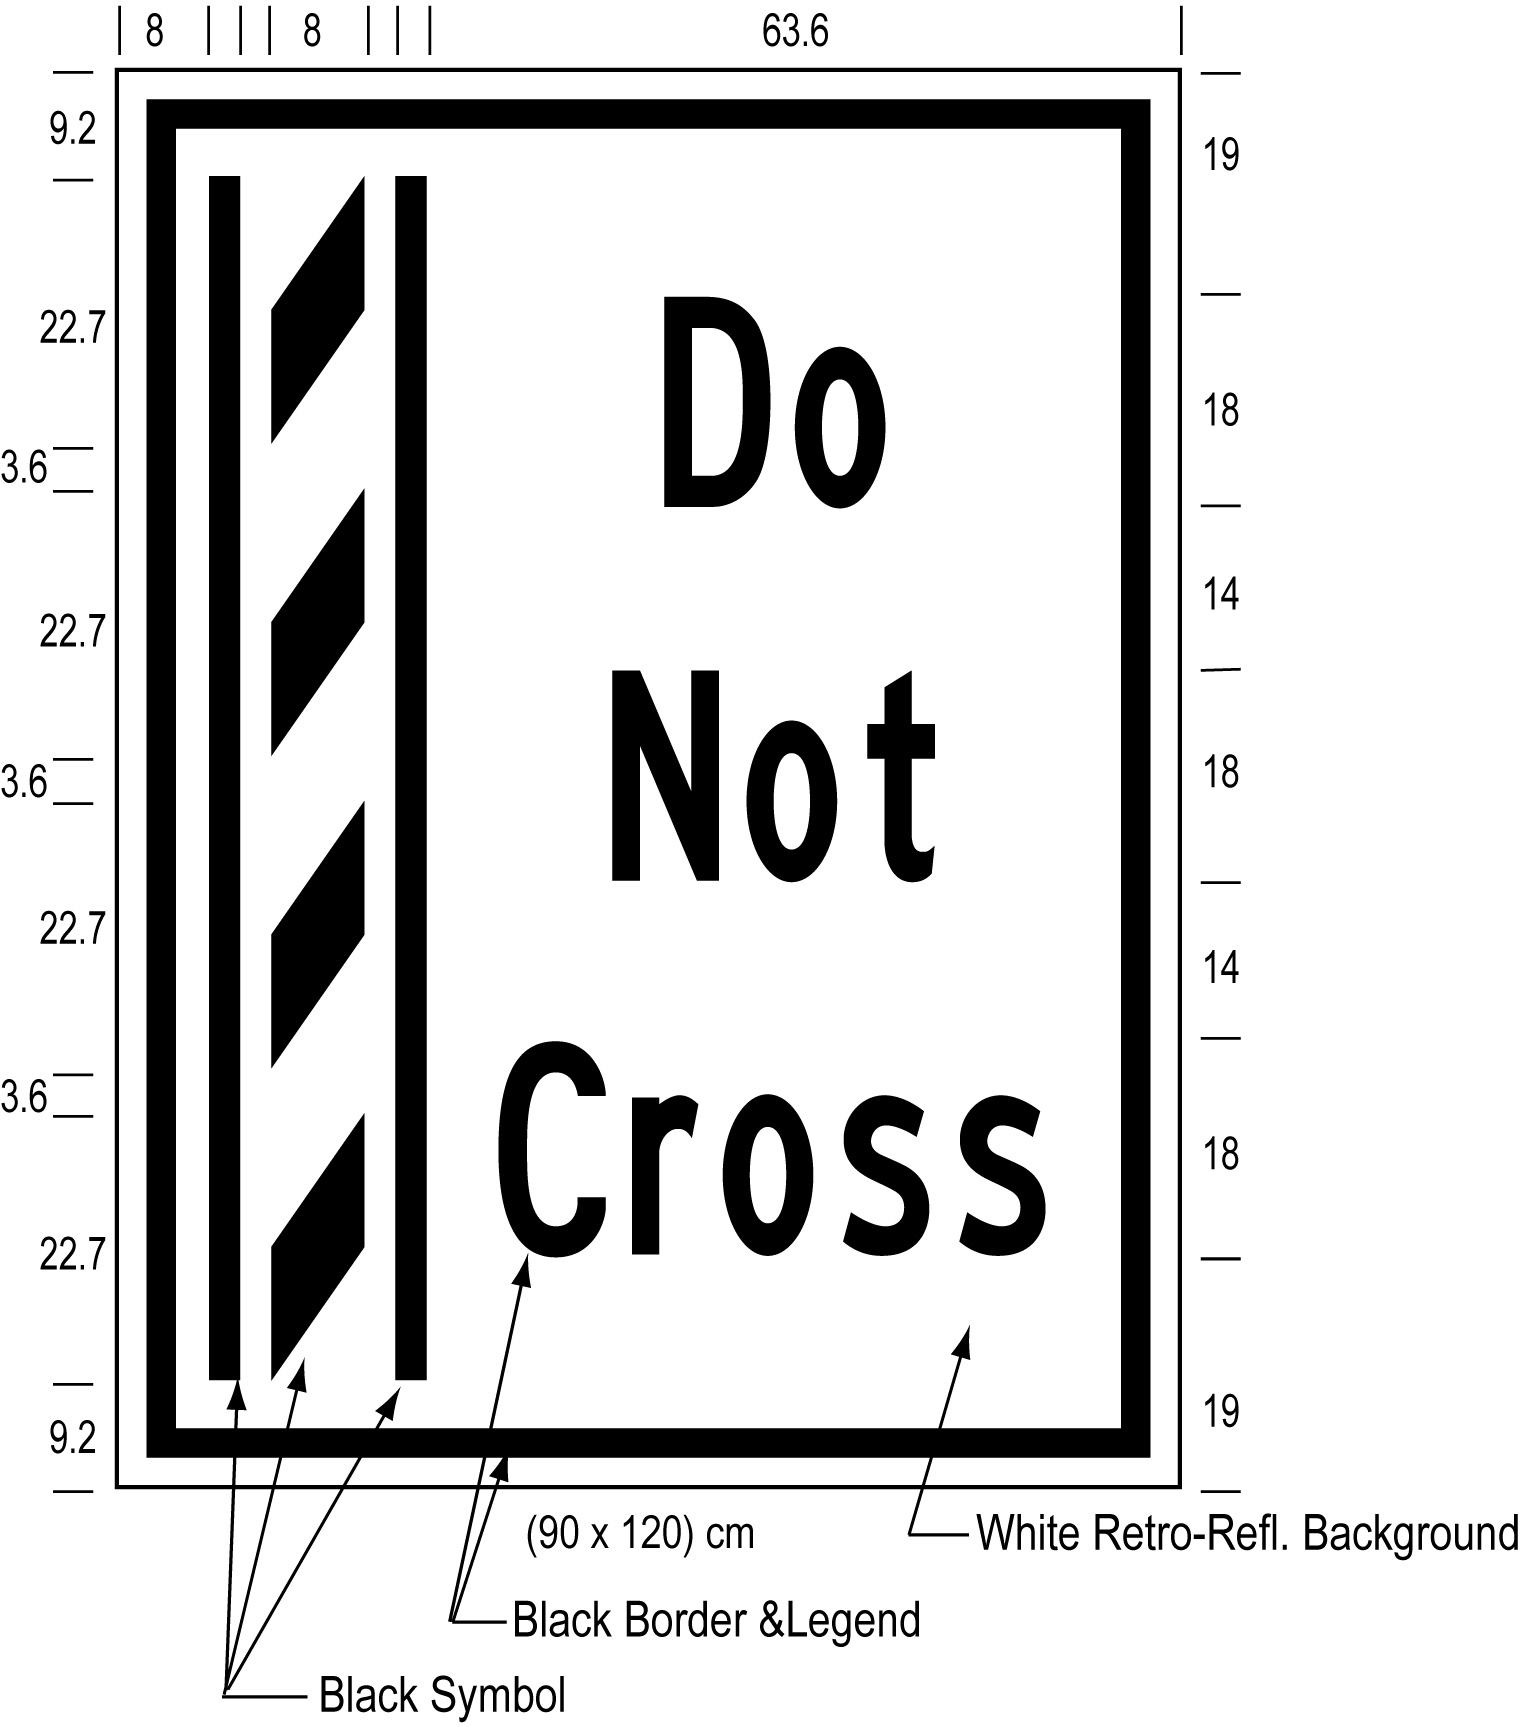 8 8 63.6
9.2
19
22.7
18
3.6
14
22.7
18
3.6
22.7
14
3.6
18
22.7
19
9.2
Do
Not
Cross
(90 x 120) cm
White Retro-Refl. Background
Black Border &Legend
Black Symbol